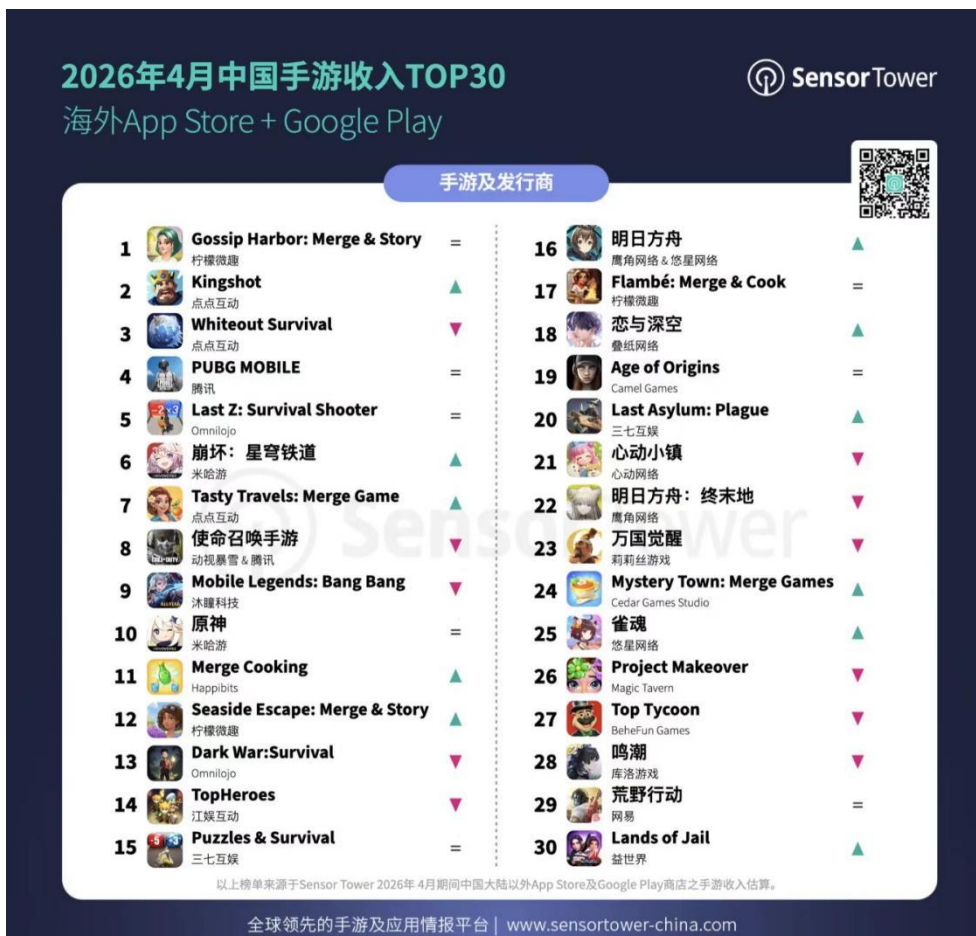 2026年4月中国手游收入TOP30
SensorTower
海外App Store + Google Play
手游及发行商
1
Gossip Harbor: Merge & Story
柠檬微趣
=
2
Kingshot
点点互动
▲
3
Whiteout Survival
点点互动
▼
4
PUBG MOBILE
腾讯
=
5
Last Z: Survival Shooter
Omnilojo
=
6
崩坏：星穹铁道
米哈游
▲
7
Tasty Travels: Merge Game
点点互动
▲
8
使命召唤手游
动视暴雪 & 腾讯
▼
9
Mobile Legends: Bang Bang
沐瞳科技
▼
10
原神
米哈游
=
11
Merge Cooking
Happibits
▲
12
Seaside Escape: Merge & Story
柠檬微趣
▲
13
Dark War:Survival
Omnilojo
▼
14
TopHeroes
江娱互动
▼
15
Puzzles & Survival
三七互娱
=
16
明日方舟
鹰角网络 & 悠星网络
▲
17
Flambé: Merge & Cook
柠檬微趣
=
18
恋与深空
叠纸网络
▲
19
Age of Origins
Camel Games
=
20
Last Asylum: Plague
三七互娱
▲
21
心动小镇
心动网络
▼
22
明日方舟：终末地
鹰角网络
▼
23
万国觉醒
莉莉丝游戏
▼
24
Mystery Town: Merge Games
Cedar Games Studio
▲
25
雀魂
悠星网络
▲
26
Project Makeover
Magic Tavern
▼
27
Top Tycoon
BeheFun Games
▼
28
鸣潮
库洛游戏
▼
29
荒野行动
网易
=
30
Lands of Jail
益世界
▲
SensorTower
以上榜单来源于Sensor Tower 2026年 4月期间中国大陆以外App Store及Google Play商店之手游收入估算。
全球领先的手游及应用情报平台 | www.sensortower-china.com